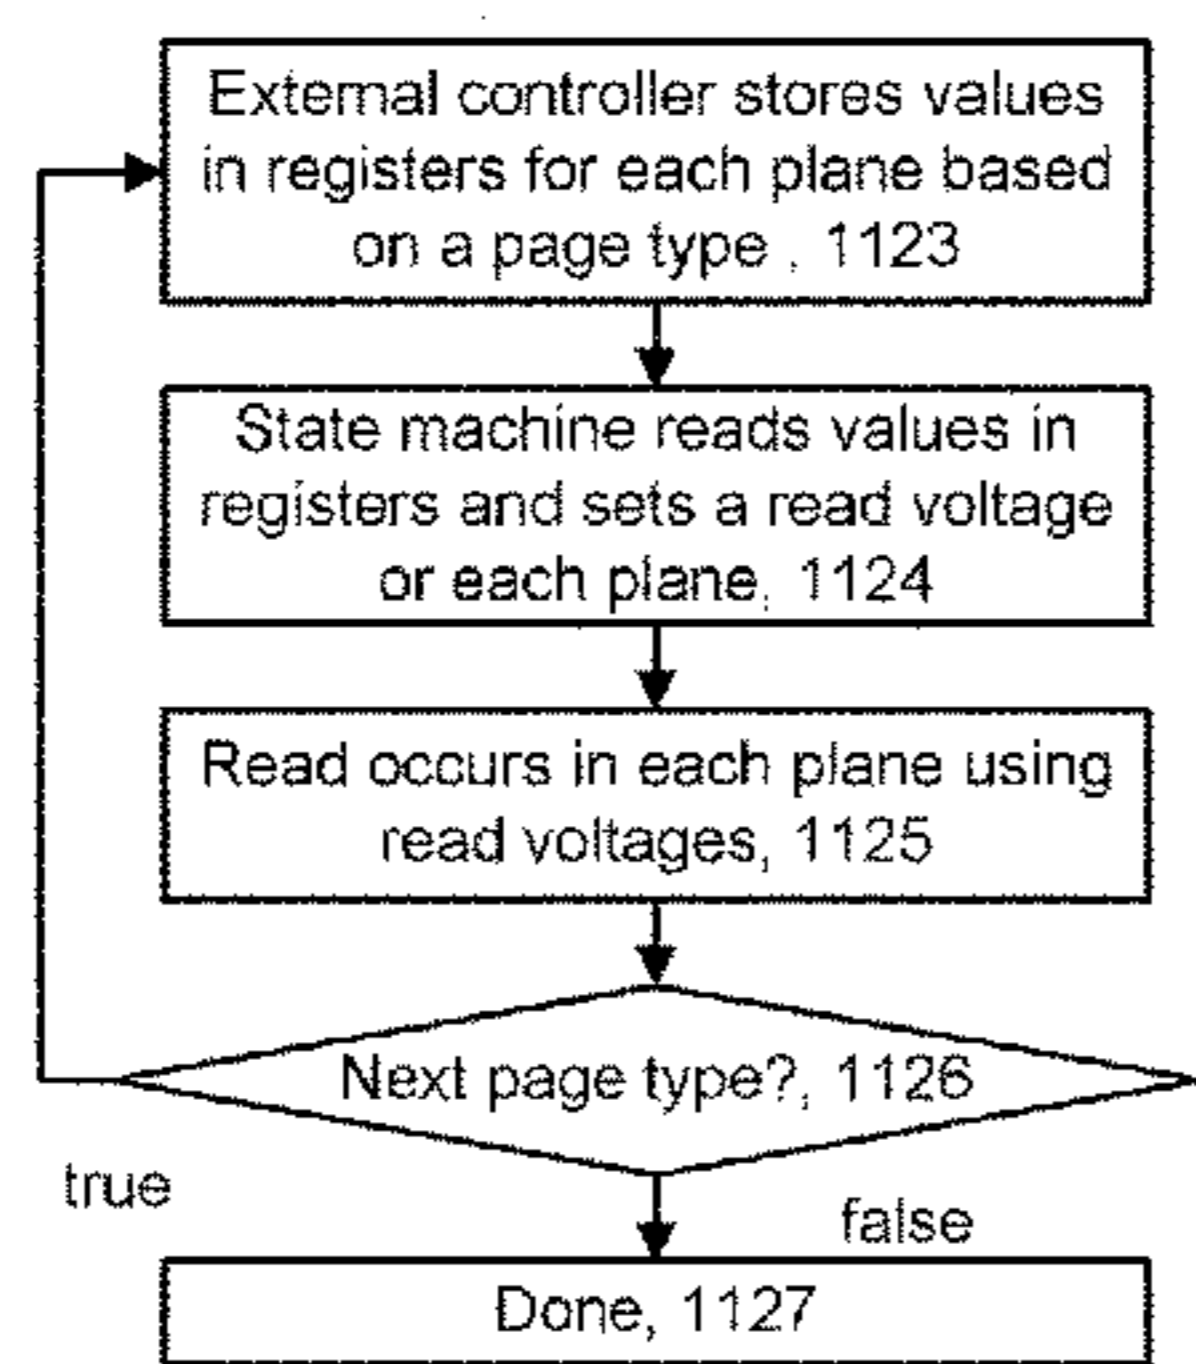 External controller stores values
in registers for each plane based
on a page type , 1123
State machine reads values in
registers and sets a read voltage
or each plane, 1124
Read occurs in each plane using
read voltages, 1125
Next page type?, 1126
true
false
Done, 1127